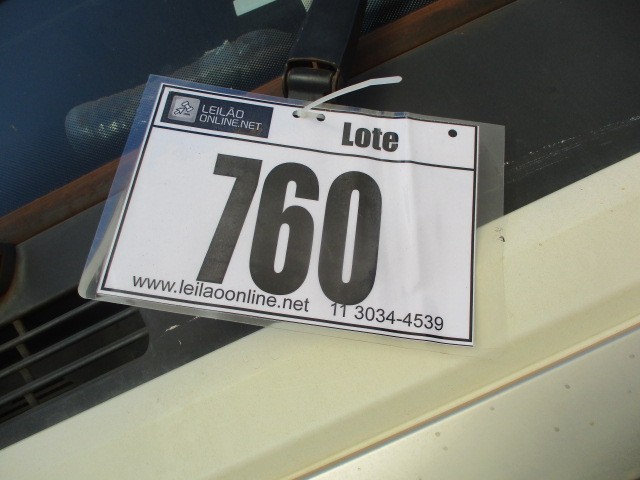 LEILÃO
ONLINE.NET
Lote
760
www.leilaoonline.net 11 3034-4539